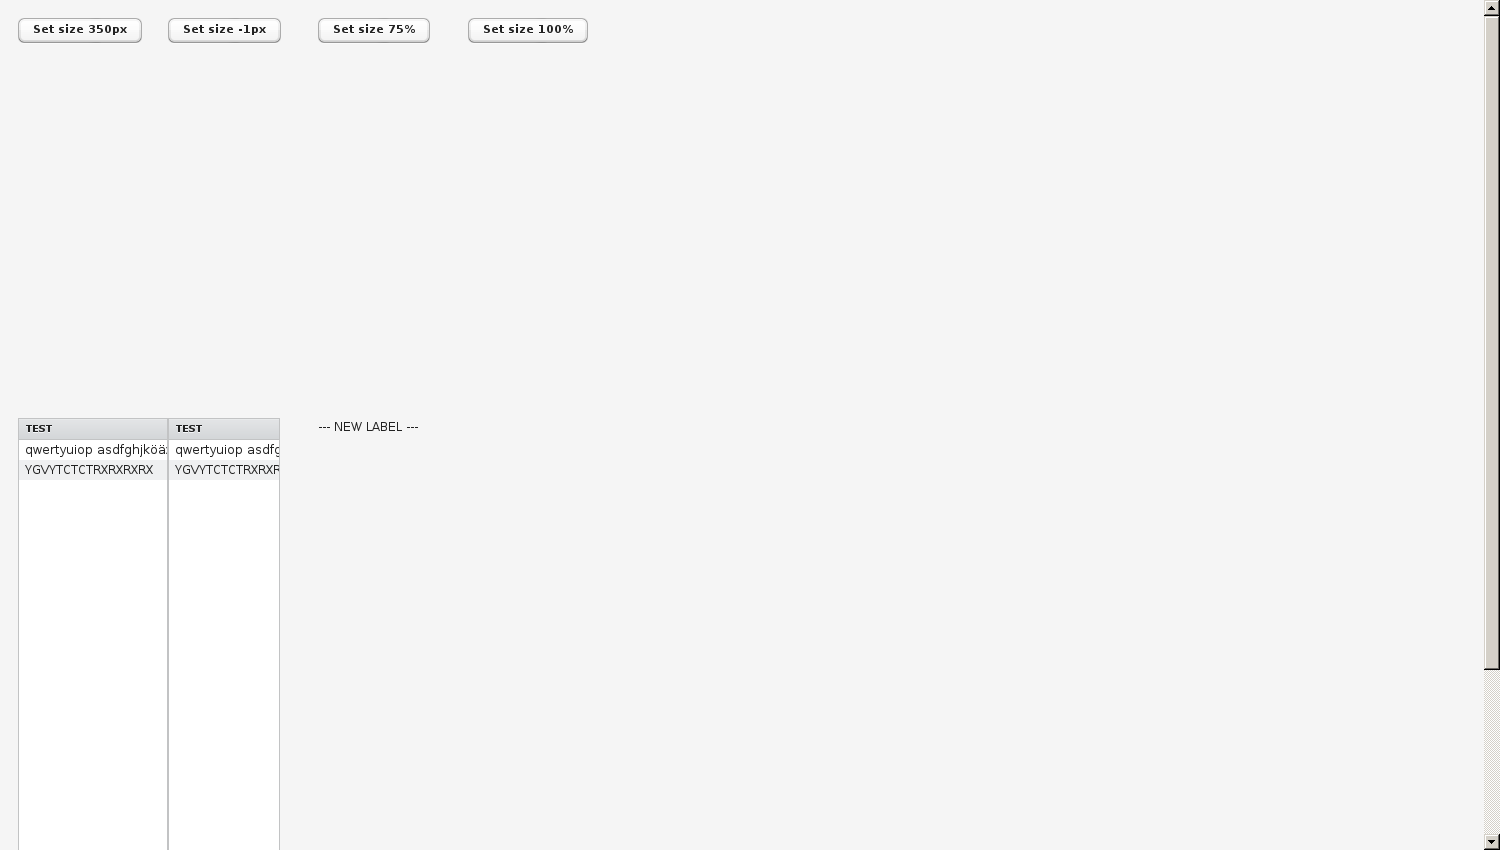 Set size 350px Set size -1px Set size 75% Set size 100%
TEST TEST --- NEW LABEL ---
qwertyuiop asdfghjköä qwertyuiop asdfg
YGVYTCTCTRXRXRXRX YGVYTCTCTRXRXR